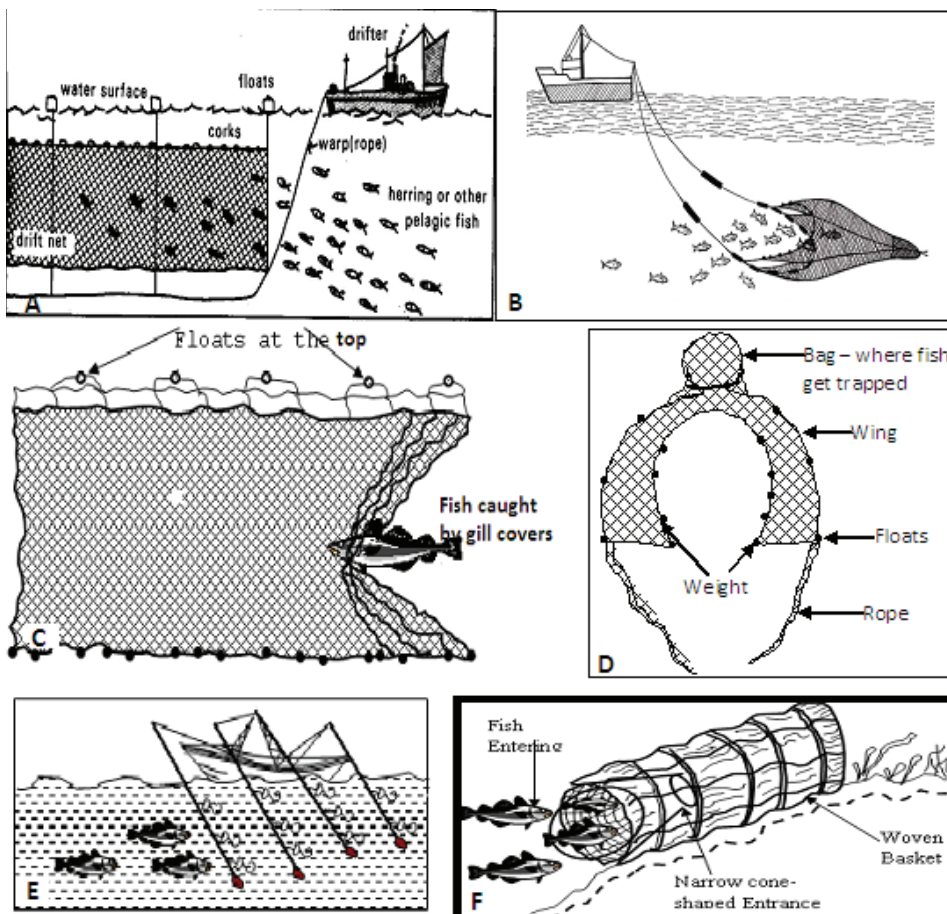 drifter
water surface
floats
corks
warp(rope)
herring or other
pelagic fish
drift net
A
B
Floats at the top
Fish caught
by gill covers
C
Bag – where fish
get trapped
Wing
Floats
Weight
Rope
D
E
Fish
Entering
Woven
Basket
Narrow cone-
shaped Entrance
F